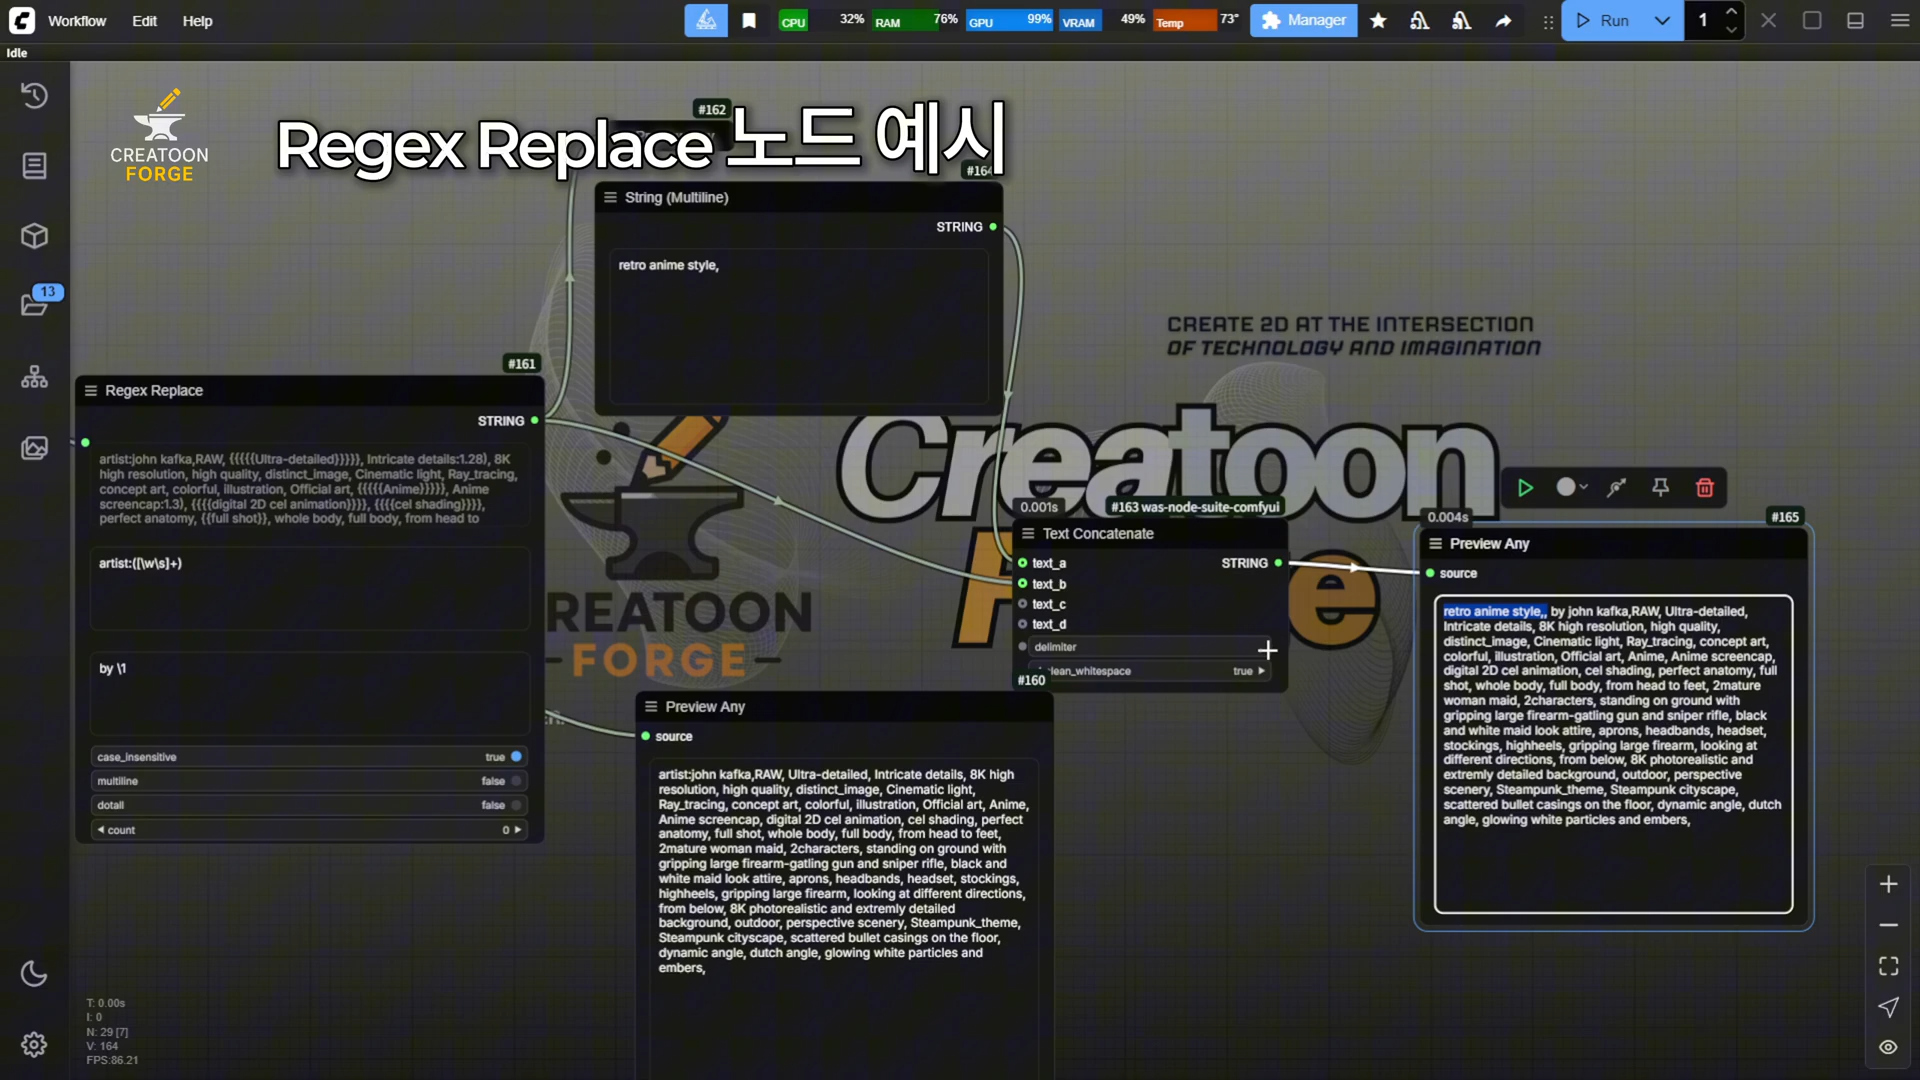 Workflow Edit Help
CPU 32% RAM 76% GPU 99% VRAM 49% Temp 73° Manager Run 1
Idle
CREATOON
FORGE
Regex Replace 노드 예시
#162
#164
String (Multiline)
STRING
retro anime style,
13
CREATE 2D AT THE INTERSECTION
OF TECHNOLOGY AND IMAGINATION
#161
Regex Replace
STRING
artist:john kafka,RAW, {{{{{Ultra-detailed}}}}}, Intricate details:1.28), 8K
high resolution, high quality, distinct_image, Cinematic light, Ray_tracing,
concept art, colorful, illustration, Official art, {{{{{Anime}}}}}, Anime
screencap:1.3), {{{{digital 2D cel animation}}}}, {{{{cel shading}}}},
perfect anatomy, {{full shot}}, whole body, full body, from head to
artist:([\w\s]+)
by \1
case_insensitive true
multiline false
dotall false
count 0
Creatoon
CREATOON
FORGE
0.001s #163 was-node-suite-comfyui
Text Concatenate
text_a STRING
text_b
text_c
text_d
delimiter
lean_whitespace true
#160
Preview Any
source
artist:john kafka,RAW, Ultra-detailed, Intricate details, 8K high
resolution, high quality, distinct_image, Cinematic light,
Ray_tracing, concept art, colorful, illustration, Official art, Anime,
Anime screencap, digital 2D cel animation, cel shading, perfect
anatomy, full shot, whole body, full body, from head to feet,
2mature woman maid, 2characters, standing on ground with
gripping large firearm-gatling gun and sniper rifle, black and
white maid look attire, aprons, headbands, headset, stockings,
highheels, gripping large firearm, looking at different directions,
from below, 8K photorealistic and extremly detailed
background, outdoor, perspective scenery, Steampunk_theme,
Steampunk cityscape, scattered bullet casings on the floor,
dynamic angle, dutch angle, glowing white particles and
embers,
0.004s #165
Preview Any
source
retro anime style,, by john kafka,RAW, Ultra-detailed,
Intricate details, 8K high resolution, high quality,
distinct_image, Cinematic light, Ray_tracing, concept art,
colorful, illustration, Official art, Anime, Anime screencap,
digital 2D cel animation, cel shading, perfect anatomy, full
shot, whole body, full body, from head to feet, 2mature
woman maid, 2characters, standing on ground with
gripping large firearm-gatling gun and sniper rifle, black
and white maid look attire, aprons, headbands, headset,
stockings, highheels, gripping large firearm, looking at
different directions, from below, 8K photorealistic and
extremly detailed background, outdoor, perspective
scenery, Steampunk_theme, Steampunk cityscape,
scattered bullet casings on the floor, dynamic angle, dutch
angle, glowing white particles and embers,
T: 0.00s
I: 0
N: 29 [7]
V: 164
FPS:86.21